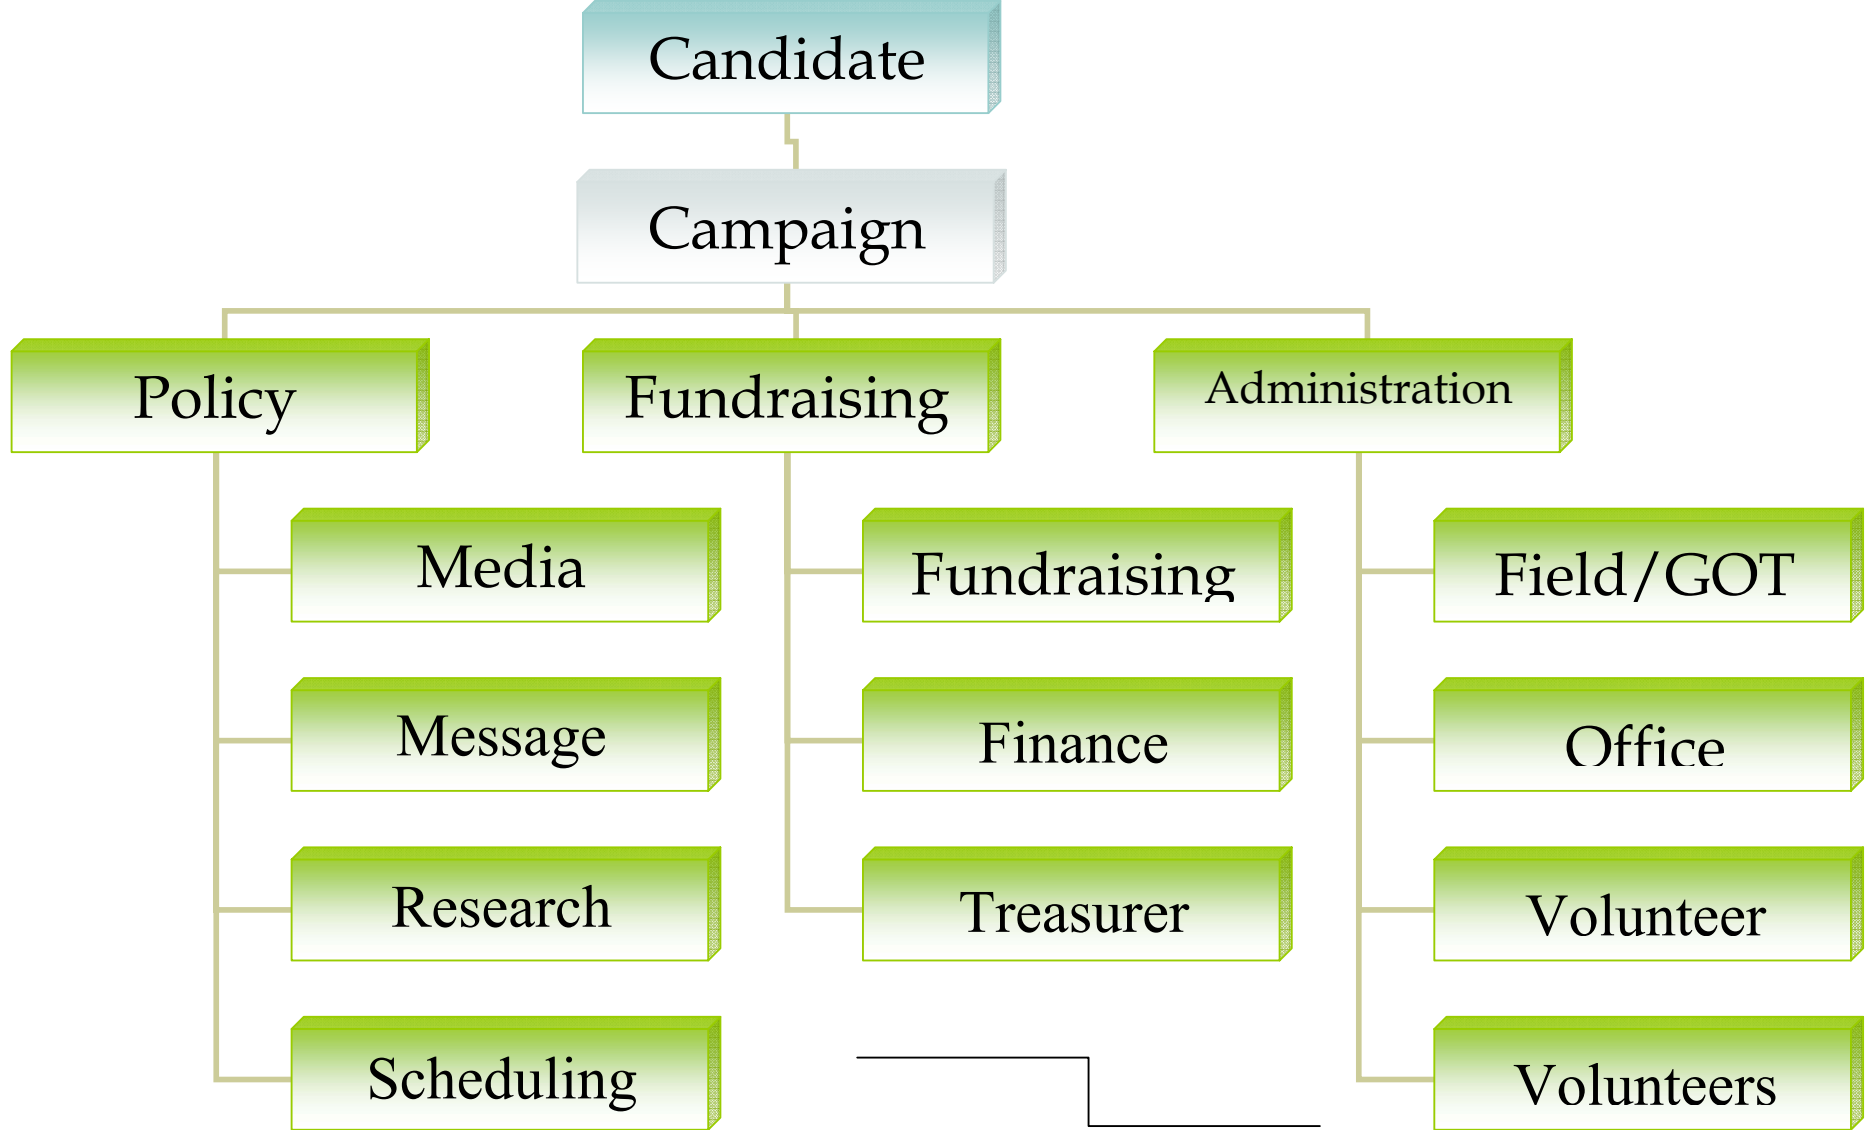 Candidate
Campaign
Policy
Fundraising
Administration
Media
Fundraising
Field/GOT
Message
Finance
Office
Research
Treasurer
Volunteer
Scheduling
Volunteers